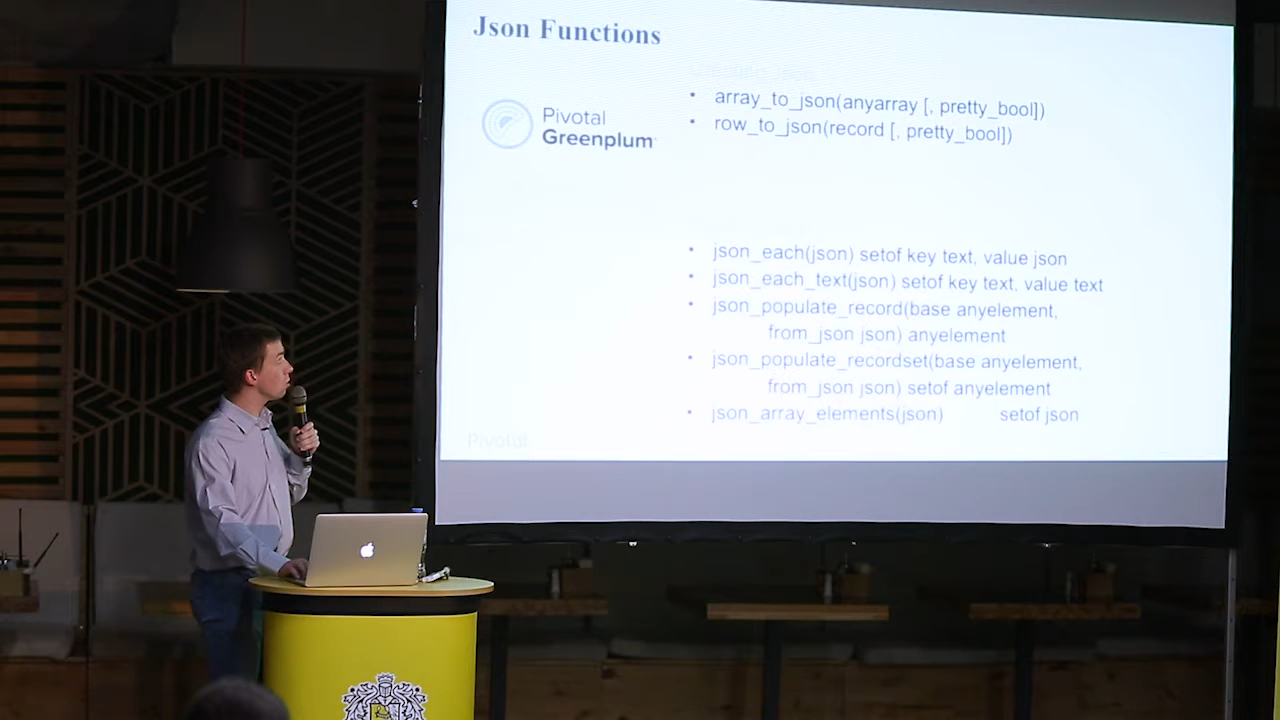 Json Functions
Pivotal
Greenplum
• array_to_json(anyarray [, pretty_bool])
• row_to_json(record [, pretty_bool])
• json_each(json) setof key text, value json
• json_each_text(json) setof key text, value text
• json_populate_record(base anyelement,
from_json json) anyelement
• json_populate_recordset(base anyelement,
from_json json) setof anyelement
• json_array_elements(json) setof json
Pivotal